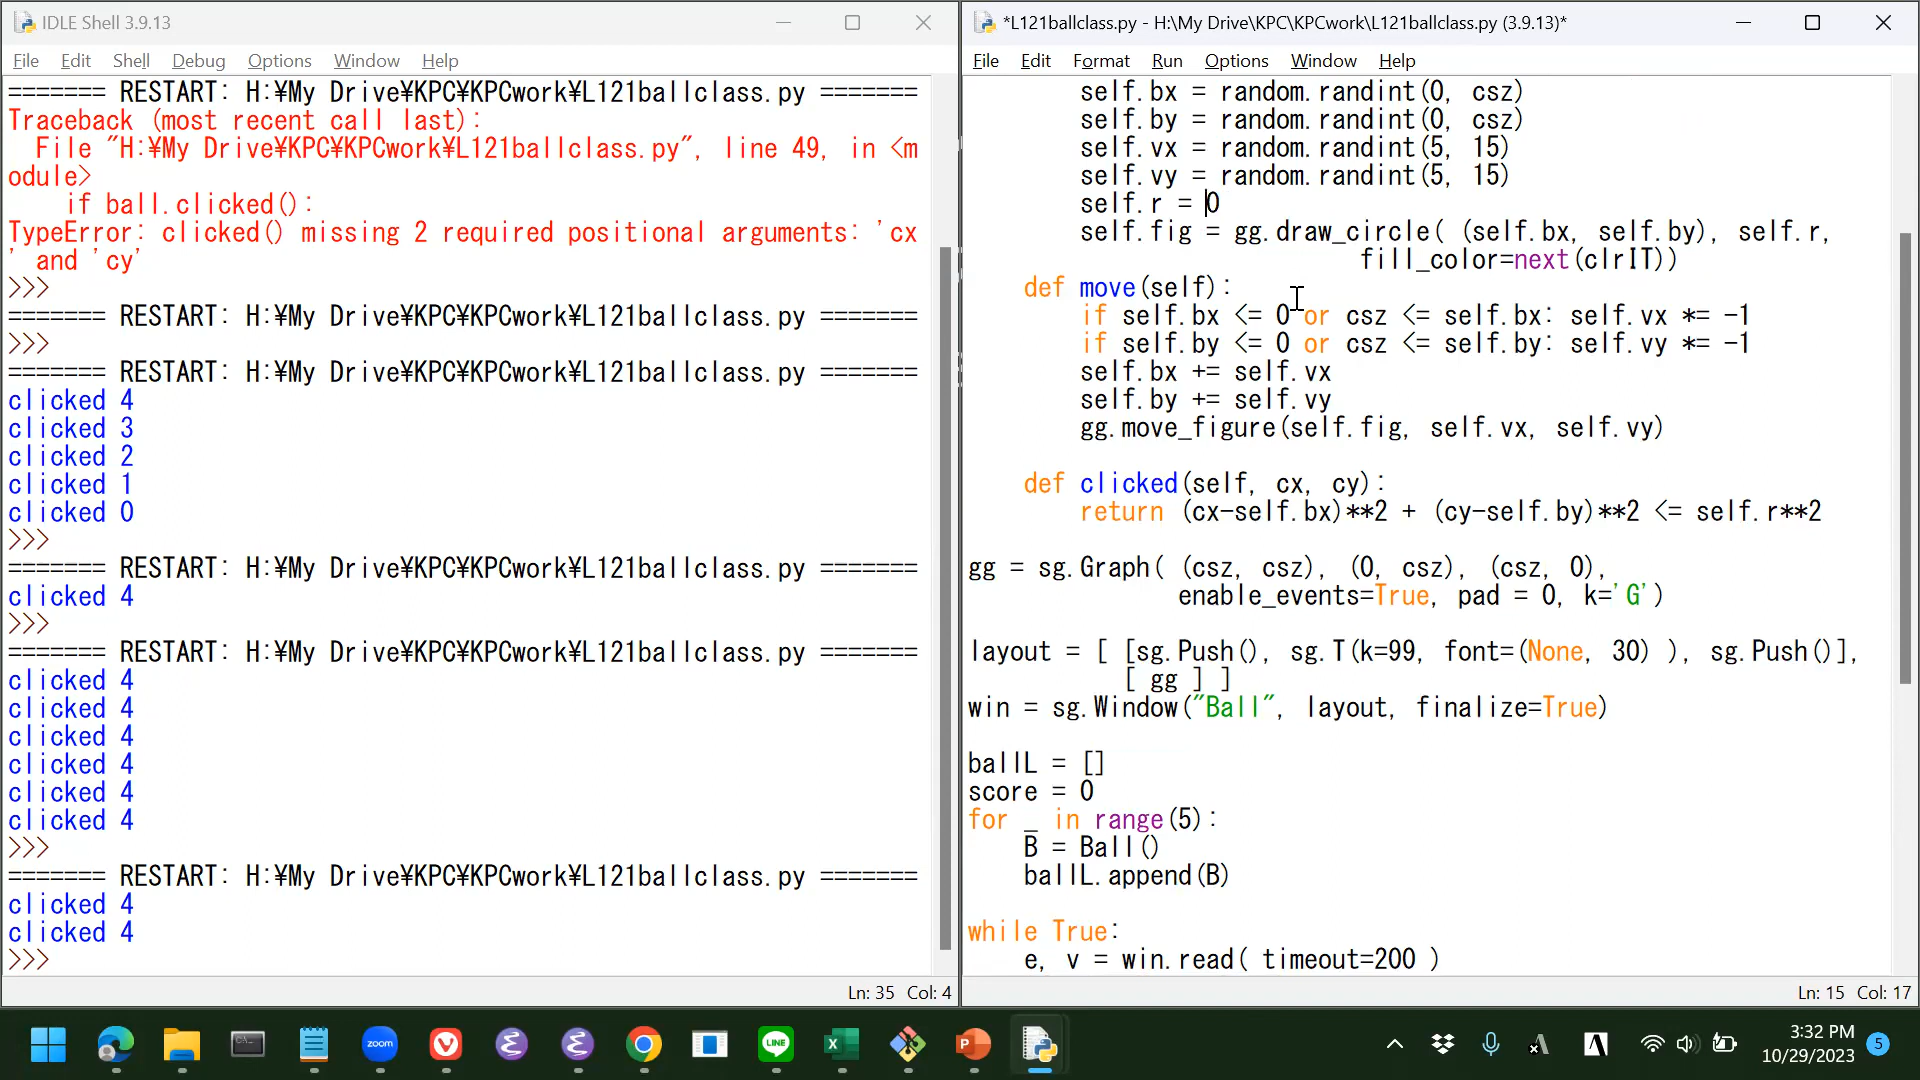 IDLE Shell 3.9.13
File Edit Shell Debug Options Window Help
======= RESTART: H:¥My Drive¥KPC¥KPCwork¥L121ballclass.py =======
Traceback (most recent call last):
  File "H:¥My Drive¥KPC¥KPCwork¥L121ballclass.py", line 49, in <m
odule>
    if ball.clicked():
TypeError: clicked() missing 2 required positional arguments: 'cx
' and 'cy'
>>>
======= RESTART: H:¥My Drive¥KPC¥KPCwork¥L121ballclass.py =======
>>>
======= RESTART: H:¥My Drive¥KPC¥KPCwork¥L121ballclass.py =======
clicked 4
clicked 3
clicked 2
clicked 1
clicked 0
>>>
======= RESTART: H:¥My Drive¥KPC¥KPCwork¥L121ballclass.py =======
clicked 4
>>>
======= RESTART: H:¥My Drive¥KPC¥KPCwork¥L121ballclass.py =======
clicked 4
clicked 4
clicked 4
clicked 4
clicked 4
clicked 4
>>>
======= RESTART: H:¥My Drive¥KPC¥KPCwork¥L121ballclass.py =======
clicked 4
clicked 4
>>>
Ln: 35 Col: 4
*L121ballclass.py - H:\My Drive\KPC\KPCwork\L121ballclass.py (3.9.13)*
File Edit Format Run Options Window Help
        self.bx = random.randint(0, csz)
        self.by = random.randint(0, csz)
        self.vx = random.randint(5, 15)
        self.vy = random.randint(5, 15)
        self.r = 0
        self.fig = gg.draw_circle( (self.bx, self.by), self.r,
                            fill_color=next(clrIT))
    def move(self):
        if self.bx <= 0 or csz <= self.bx: self.vx *= -1
        if self.by <= 0 or csz <= self.by: self.vy *= -1
        self.bx += self.vx
        self.by += self.vy
        gg.move_figure(self.fig, self.vx, self.vy)
    def clicked(self, cx, cy):
        return (cx-self.bx)**2 + (cy-self.by)**2 <= self.r**2
gg = sg.Graph( (csz, csz), (0, csz), (csz, 0),
               enable_events=True, pad = 0, k='G')
layout = [ [sg.Push(), sg.T(k=99, font=(None, 30) ), sg.Push()],
           [ gg ] ]
win = sg.Window("Ball", layout, finalize=True)
ballL = []
score = 0
for _ in range(5):
    B = Ball()
    ballL.append(B)
while True:
    e, v = win.read( timeout=200 )
Ln: 15 Col: 17
zoom
LINE
3:32 PM
10/29/2023
5